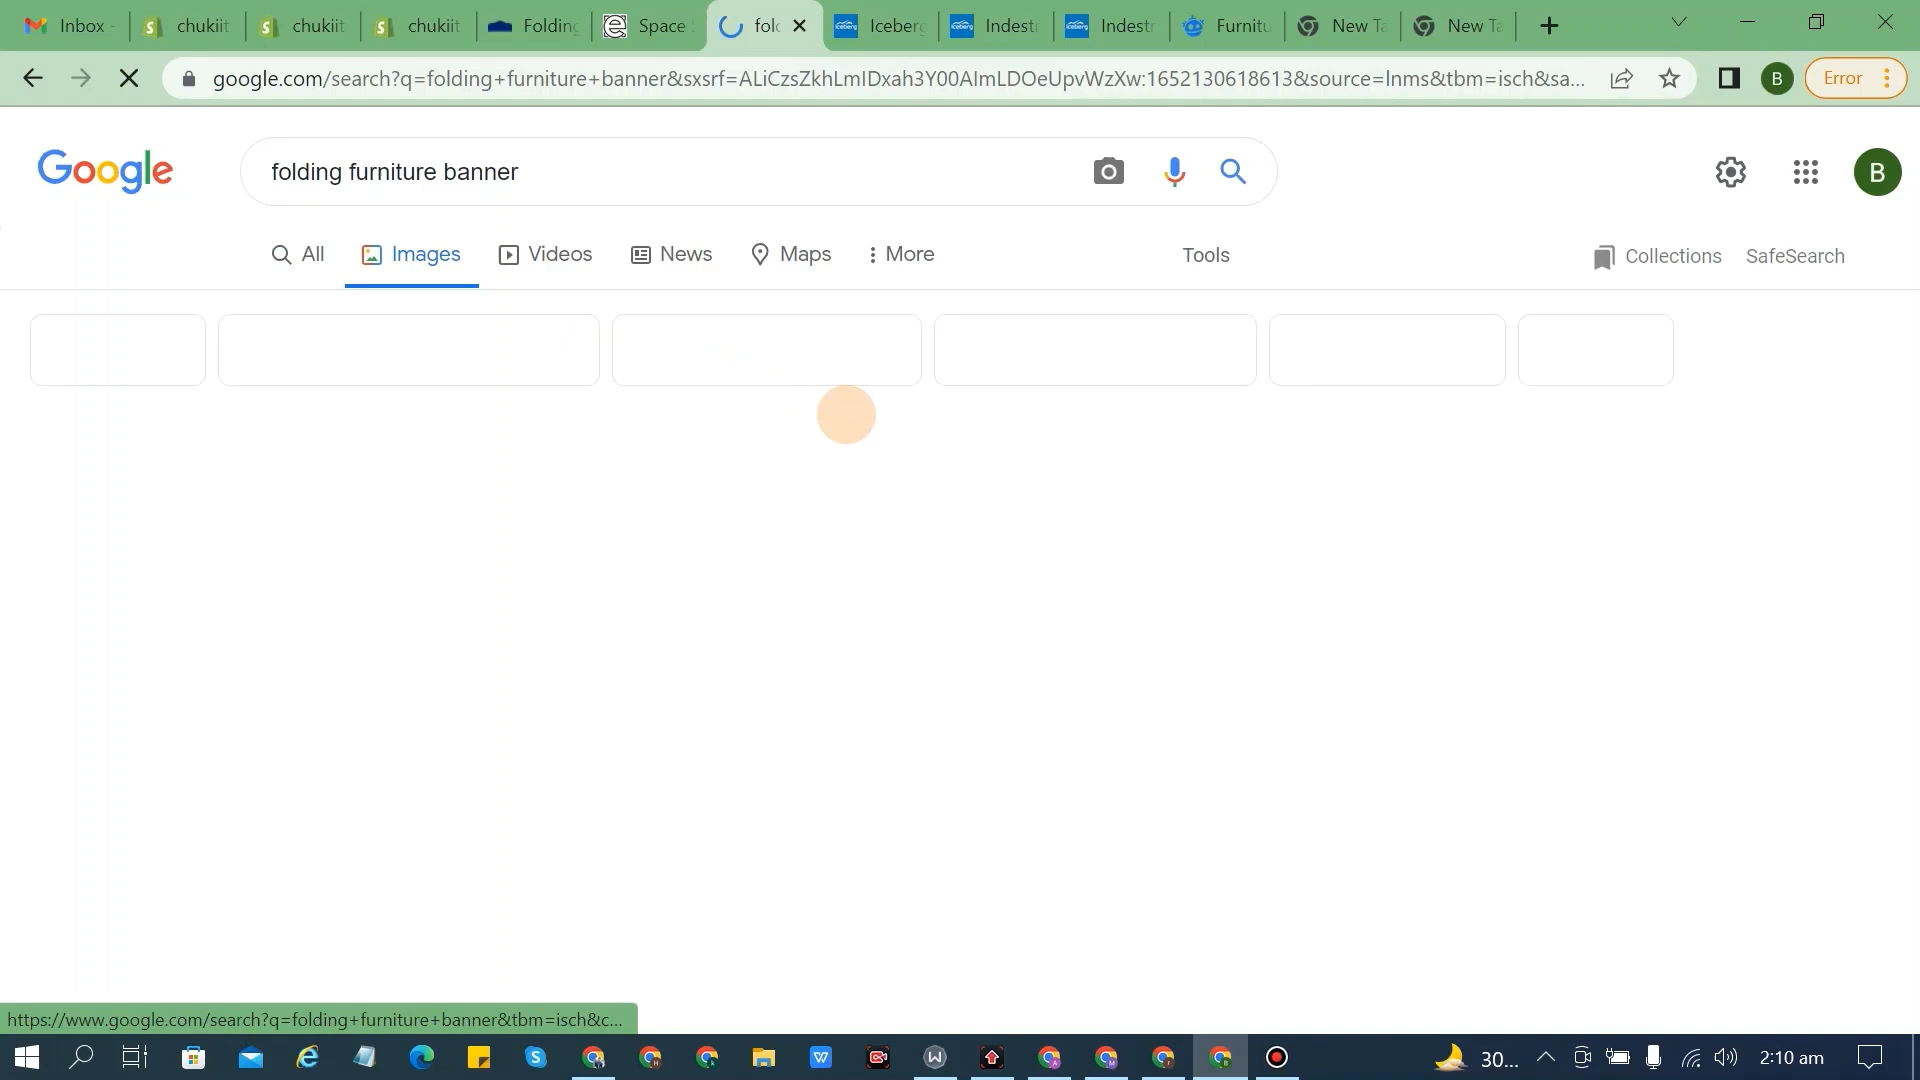 Inbox
chukiit
chukiit
chukiit
Folding
Space
fol
Iceberg
Indestr
Indestr
Furnitu
New Ta
New Ta
google.com/search?q=folding+furniture+banner&sxsrf=ALiCzsZkhLmIDxah3Y00AImLDOeUpvWzXw:1652130618613&source=lnms&tbm=isch&sa...
B
Error
Google
folding furniture banner
B
All
Images
Videos
News
Maps
More
Tools
Collections
SafeSearch
https://www.google.com/search?q=folding+furniture+banner&tbm=isch&c...
30...
2:10 am